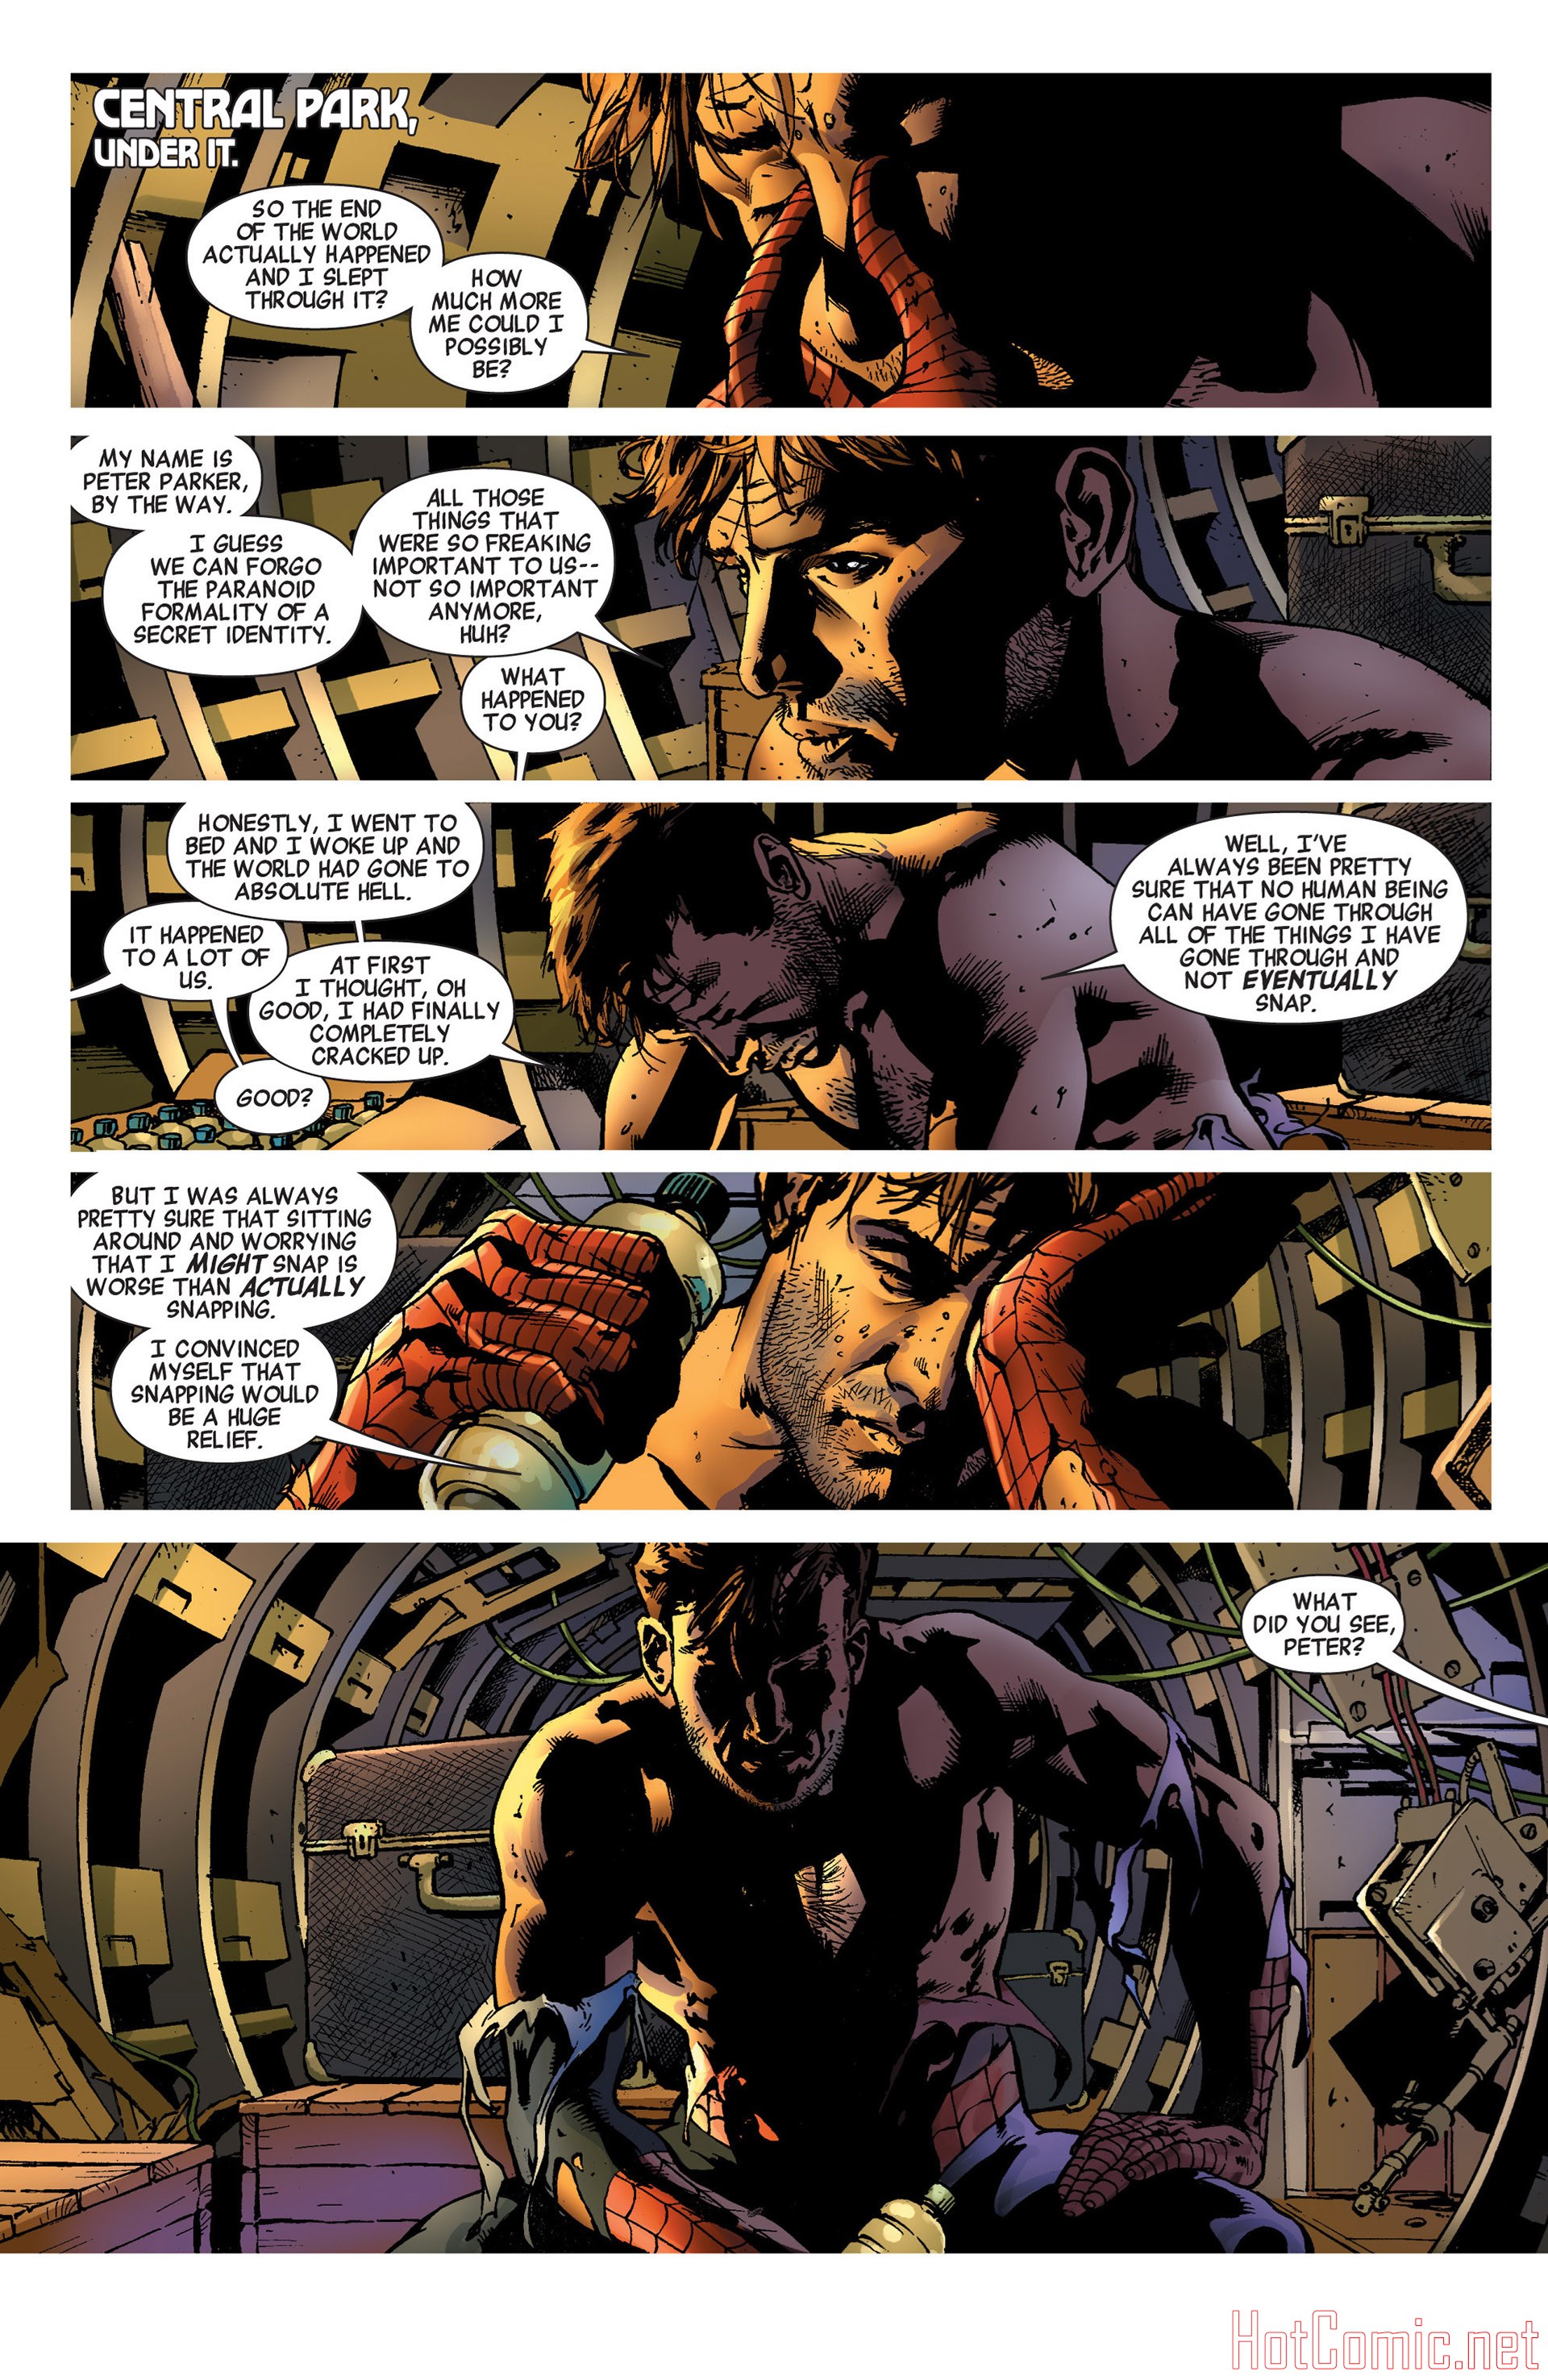 CENTRAL PARK,
UNDER IT.
SO THE END
OF THE WORLD
ACTUALLY HAPPENED
AND I SLEPT
THROUGH IT?
HOW
MUCH MORE
ME COULD I
POSSIBLY
BE?
MY NAME IS
PETER PARKER,
BY THE WAY.
I GUESS
WE CAN FORGO
THE PARANOID
FORMALITY OF A
SECRET IDENTITY.
ALL THOSE
THINGS THAT
WERE SO FREAKING
IMPORTANT TO US--
NOT SO IMPORTANT
ANYMORE,
HUH?
WHAT
HAPPENED
TO YOU?
HONESTLY, I WENT TO
BED AND I WOKE UP AND
THE WORLD HAD GONE TO
ABSOLUTE HELL.
IT HAPPENED
TO A LOT OF
US.
AT FIRST
I THOUGHT, OH
GOOD, I HAD FINALLY
COMPLETELY
CRACKED UP.
GOOD?
WELL, I'VE
ALWAYS BEEN PRETTY
SURE THAT NO HUMAN BEING
CAN HAVE GONE THROUGH
ALL OF THE THINGS I HAVE
GONE THROUGH AND
NOT EVENTUALLY
SNAP.
BUT I WAS ALWAYS
PRETTY SURE THAT SITTING
AROUND AND WORRYING
THAT I MIGHT SNAP IS
WORSE THAN ACTUALLY
SNAPPING.
I CONVINCED
MYSELF THAT
SNAPPING WOULD
BE A HUGE
RELIEF.
WHAT
DID YOU SEE,
PETER?
HotComic.net